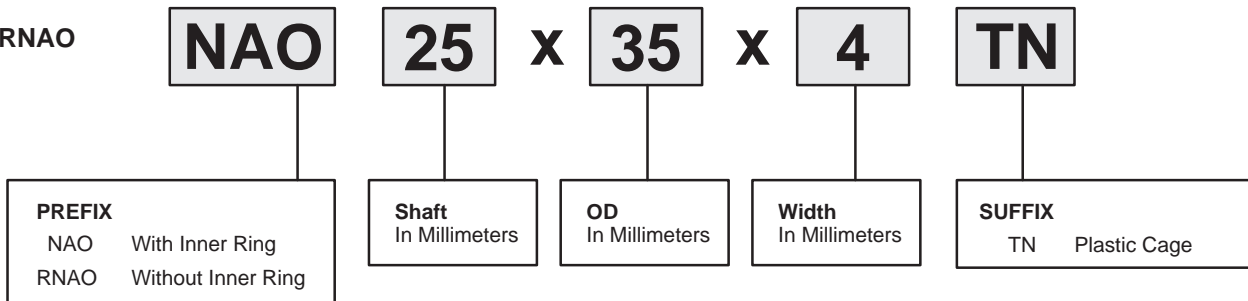 RNAO
NAO 25 x 35 x 4 TN
PREFIX
NAO With Inner Ring
RNAO Without Inner Ring
Shaft
In Millimeters
OD
In Millimeters
Width
In Millimeters
SUFFIX
TN Plastic Cage